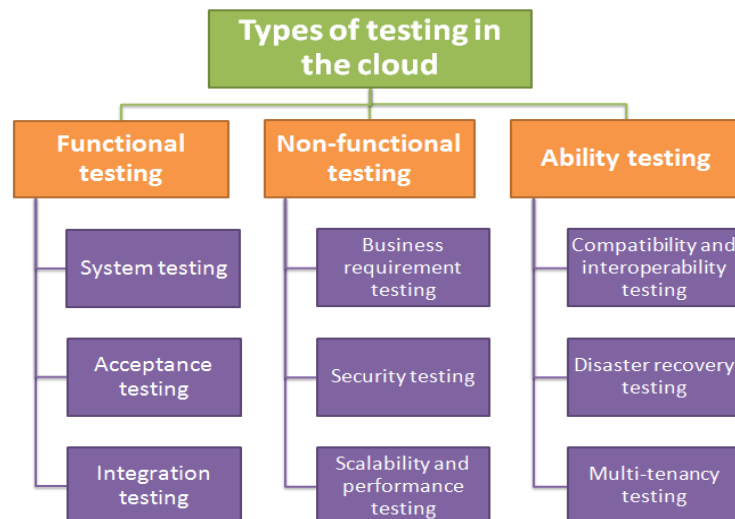 Types of testing in
the cloud
Functional
testing
Non-functional
testing
Ability testing
System testing
Acceptance
testing
Integration
testing
Business
requirement
testing
Security testing
Scalability and
performance
testing
Compatibility and
interoperability
testing
Disaster recovery
testing
Multi-tenancy
testing